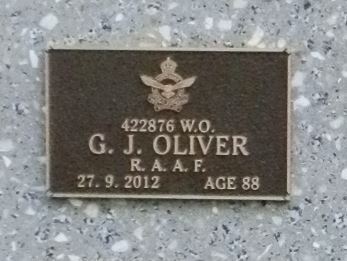 422876 W.O.
G. J. OLIVER
R. A. A. F.
27. 9. 2012 AGE 88